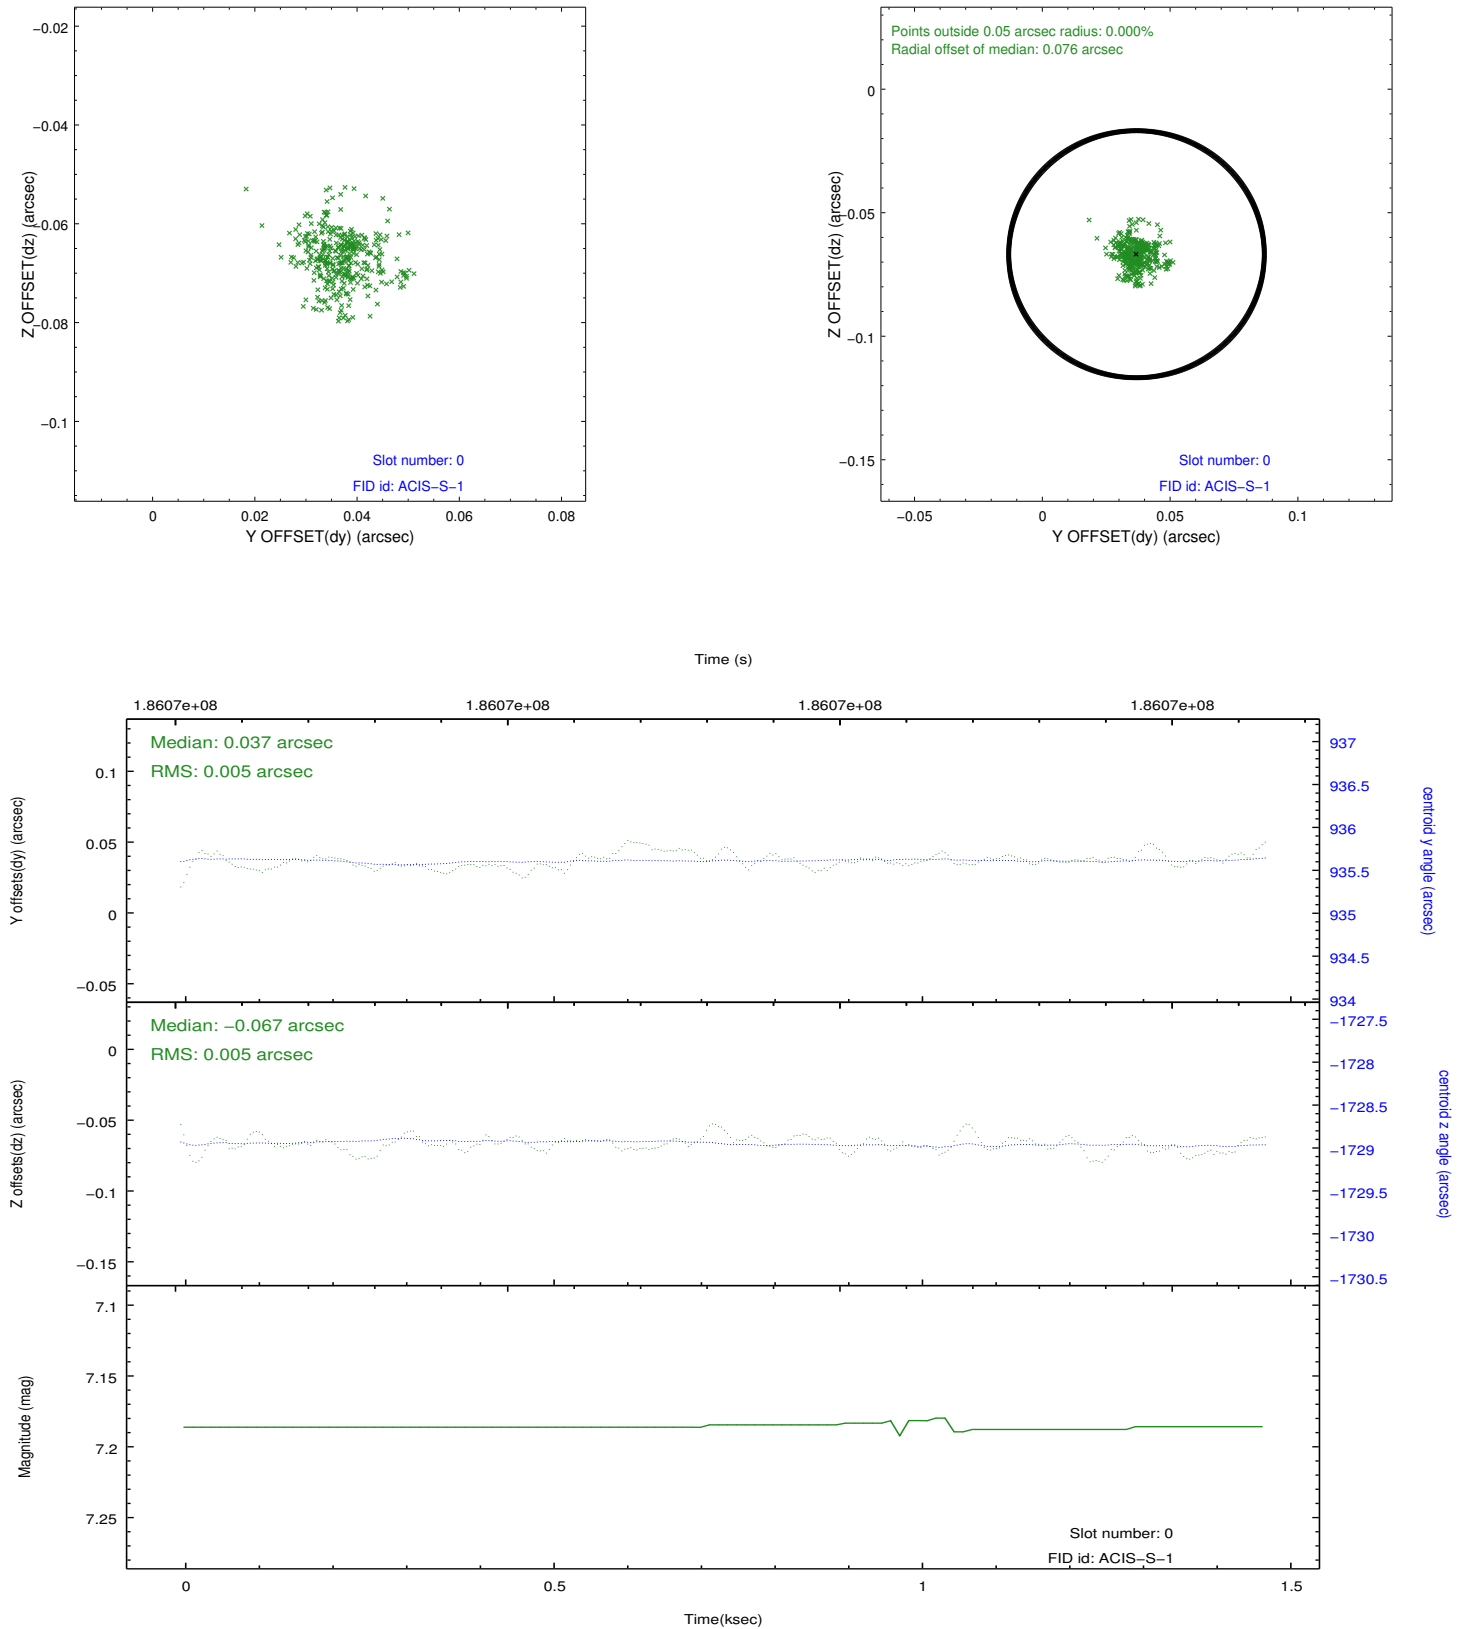 −0.02
−0.04
−0.06
−0.08
−0.1
Z OFFSET(dz) (arcsec)
Slot number: 0
FID id: ACIS−S−1
0 0.02 0.04 0.06 0.08
Y OFFSET(dy) (arcsec)
Points outside 0.05 arcsec radius: 0.000%
Radial offset of median: 0.076 arcsec
0
−0.05
−0.1
−0.15
Z OFFSET(dz) (arcsec)
Slot number: 0
FID id: ACIS−S−1
−0.05 0 0.05 0.1
Y OFFSET(dy) (arcsec)
Time (s)
1.8607e+08 1.8607e+08 1.8607e+08 1.8607e+08
Median: 0.037 arcsec
RMS: 0.005 arcsec
0.1
0.05
0
−0.05
Y offsets(dy) (arcsec)
937
936.5
936
935.5
935
934.5
934
centroid y angle (arcsec)
Median: −0.067 arcsec
RMS: 0.005 arcsec
0
−0.05
−0.1
−0.15
Z offsets(dz) (arcsec)
−1727.5
−1728
−1728.5
−1729
−1729.5
−1730
−1730.5
centroid z angle (arcsec)
7.1
7.15
7.2
7.25
Magnitude (mag)
Slot number: 0
FID id: ACIS−S−1
0 0.5 1 1.5
Time(ksec)